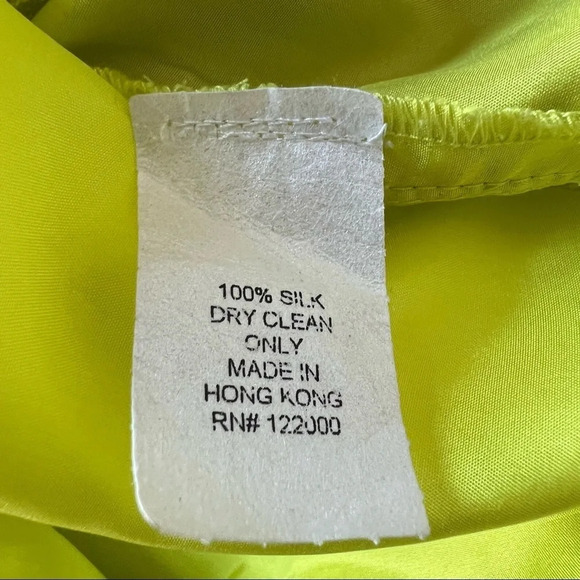 100% SILK
DRY CLEAN
ONLY
MADE IN
HONG KONG
RN# 122000